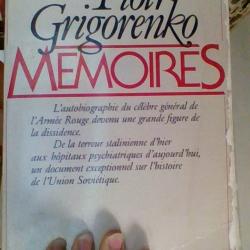 Piotr
Grigorenko
MEMOIRES
L'autobiographie du célèbre général de
l'Armée Rouge devenu une grande figure de
la dissidence.
De la terreur stalinienne d'hier
aux hôpitaux psychiatriques d'aujourd'hui,
un document exceptionnel sur l'histoire
de l'Union Soviétique.